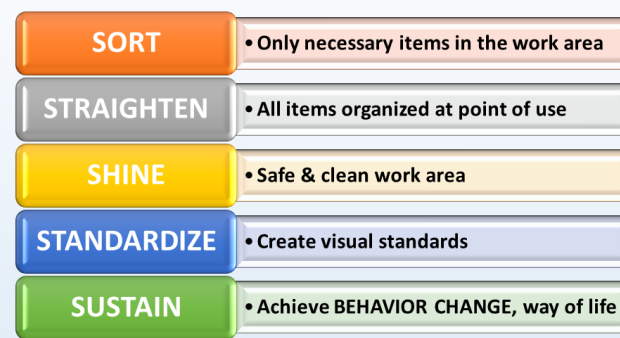 SORT
• Only necessary items in the work area
STRAIGHTEN
• All items organized at point of use
SHINE
• Safe & clean work area
STANDARDIZE
• Create visual standards
SUSTAIN
• Achieve BEHAVIOR CHANGE, way of life